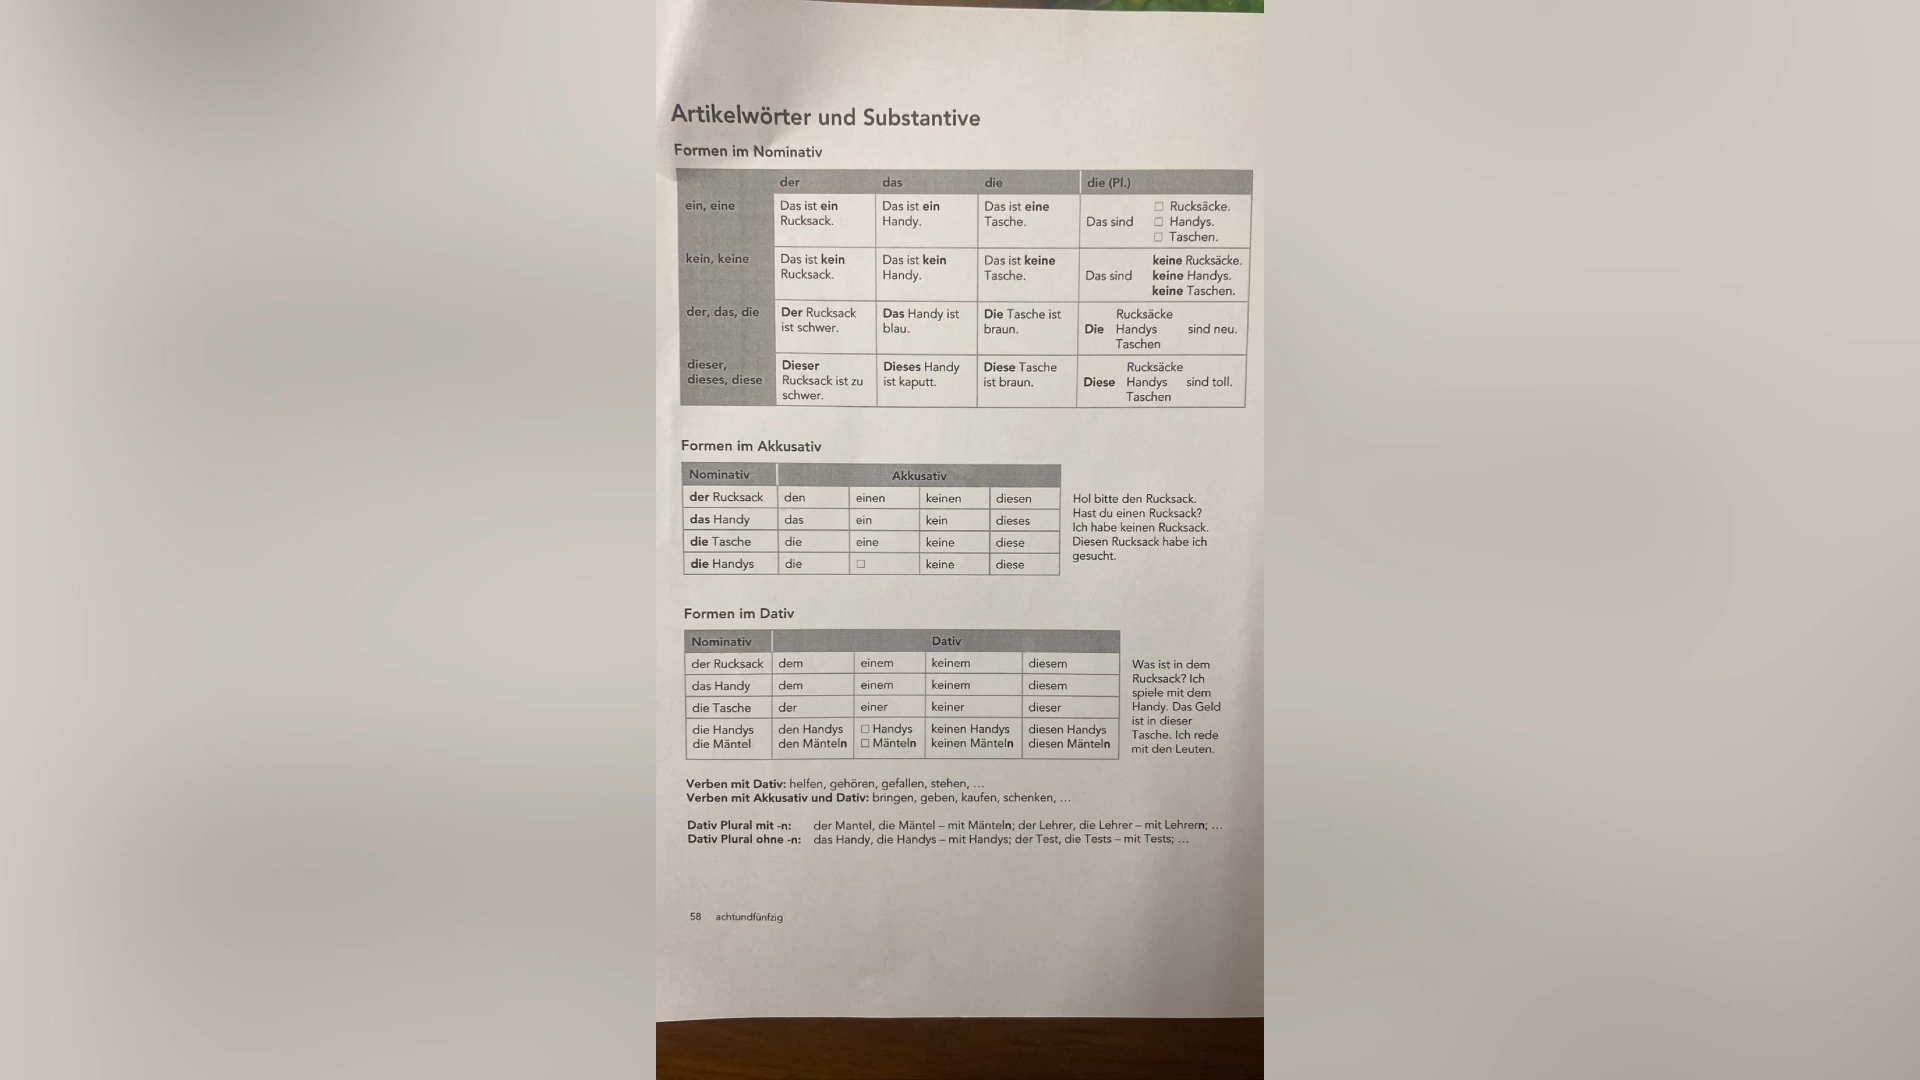 Artikelwörter und Substantive
Formen im Nominativ
der das die die (Pl.)
ein, eine Das ist ein Das ist ein Das ist eine □ Rucksäcke.
Rucksack. Handy. Tasche. Das sind □ Handys.
□ Taschen.
kein, keine Das ist kein Das ist kein Das ist keine keine Rucksäcke.
Rucksack. Handy. Tasche. Das sind keine Handys.
keine Taschen.
der, das, die Der Rucksack Das Handy ist Die Tasche ist Rucksäcke
ist schwer. blau. braun. Die Handys sind neu.
Taschen
dieser, Dieser Dieses Handy Diese Tasche Rucksäcke
dieses, diese Rucksack ist zu ist kaputt. ist braun. Diese Handys sind toll.
schwer. Taschen
Formen im Akkusativ
Nominativ Akkusativ
der Rucksack den einen keinen diesen
das Handy das ein kein dieses
die Tasche die eine keine diese
die Handys die □ keine diese
Hol bitte den Rucksack.
Hast du einen Rucksack?
Ich habe keinen Rucksack.
Diesen Rucksack habe ich
gesucht.
Formen im Dativ
Nominativ Dativ
der Rucksack dem einem keinem diesem
das Handy dem einem keinem diesem
die Tasche der einer keiner dieser
die Handys den Handys □ Handys keinen Handys diesen Handys
die Mäntel den Mänteln □ Mänteln keinen Mänteln diesen Mänteln
Was ist in dem
Rucksack? Ich
spiele mit dem
Handy. Das Geld
ist in dieser
Tasche. Ich rede
mit den Leuten.
Verben mit Dativ: helfen, gehören, gefallen, stehen, …
Verben mit Akkusativ und Dativ: bringen, geben, kaufen, schenken, …
Dativ Plural mit -n: der Mantel, die Mäntel – mit Mänteln; der Lehrer, die Lehrer – mit Lehrern; …
Dativ Plural ohne -n: das Handy, die Handys – mit Handys; der Test, die Tests – mit Tests; …
58 achtundfünfzig